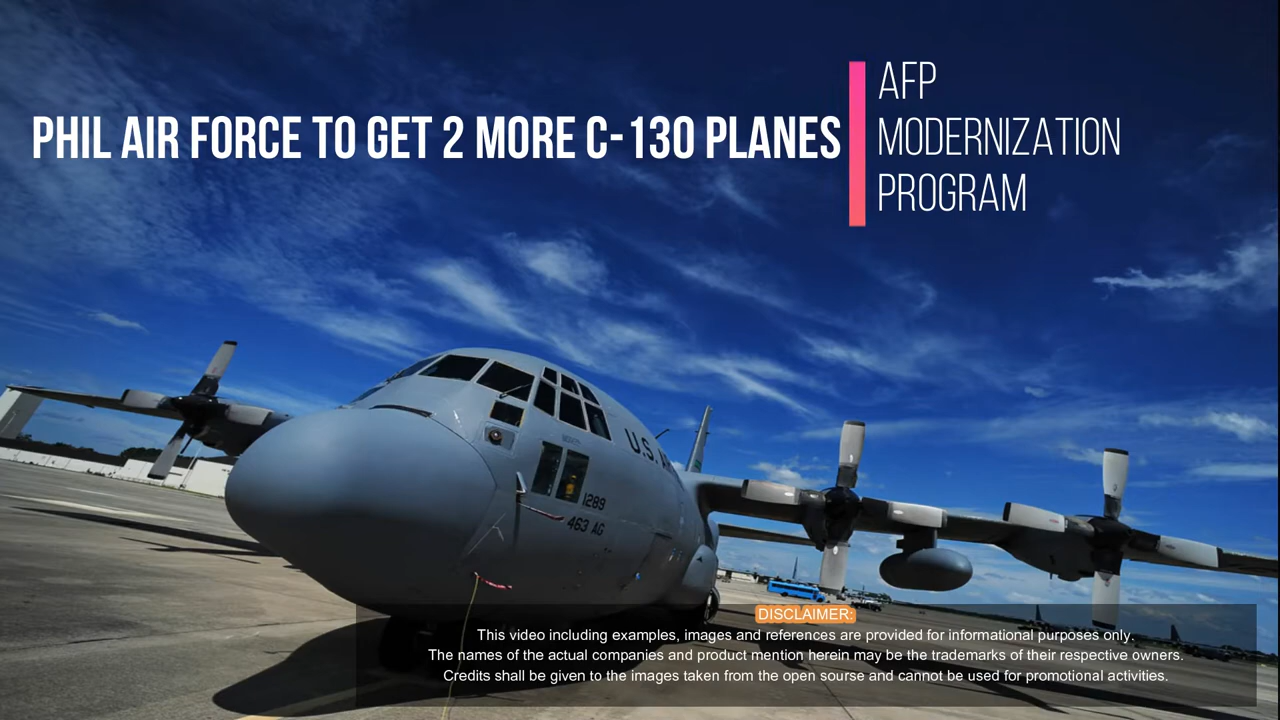 PHIL AIR FORCE TO GET 2 MORE C-130 PLANES
AFP
MODERNIZATION
PROGRAM
U.S. A
1289
463 AG
DISCLAIMER:
This video including examples, images and references are provided for informational purposes only.
The names of the actual companies and product mention herein may be the trademarks of their respective owners.
Credits shall be given to the images taken from the open sourse and cannot be used for promotional activities.